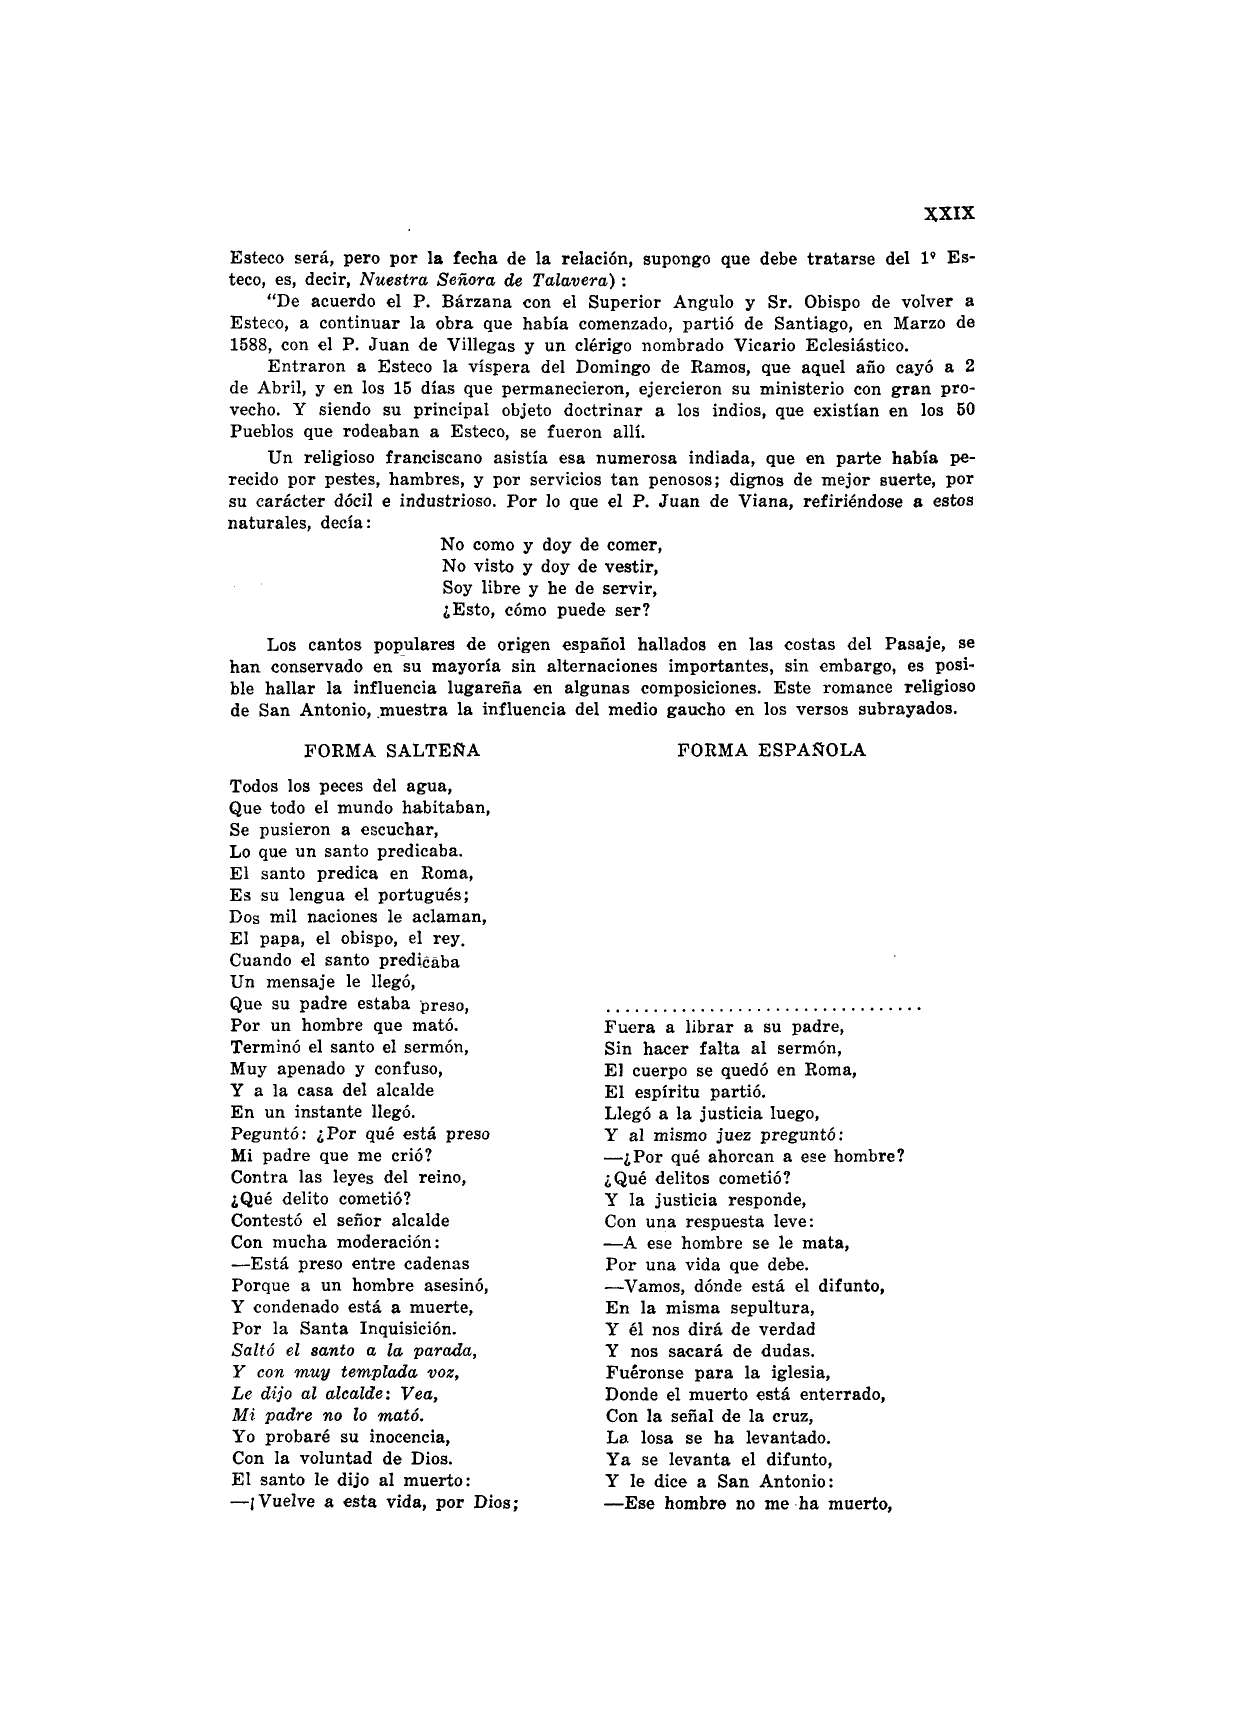 XXIX
Esteco será, pero por la fecha de la relación, supongo que debe tratarse del 1º Es-
teco, es, decir, Nuestra Señora de Talavera) :
"De acuerdo el P. Bárzana con el Superior Angulo y Sr. Obispo de volver a
Esteco, a continuar la obra que había comenzado, partió de Santiago, en Marzo de
1588, con el P. Juan de Villegas y un clérigo nombrado Vicario Eclesiástico.
Entraron a Esteco la víspera del Domingo de Ramos, que aquel año cayó a 2
de Abril, y en los 15 días que permanecieron, ejercieron su ministerio con gran pro-
vecho. Y siendo su principal objeto doctrinar a los indios, que existían en los 50
Pueblos que rodeaban a Esteco, se fueron allí.
Un religioso franciscano asistía esa numerosa indiada, que en parte había pe-
recido por pestes, hambres, y por servicios tan penosos; dignos de mejor suerte, por
su carácter dócil e industrioso. Por lo que el P. Juan de Viana, refiriéndose a estos
naturales, decía:
No como y doy de comer,
No visto y doy de vestir,
Soy libre y he de servir,
¿Esto, cómo puede ser?
Los cantos populares de origen español hallados en las costas del Pasaje, se
han conservado en su mayoría sin alternaciones importantes, sin embargo, es posi-
ble hallar la influencia lugareña en algunas composiciones. Este romance religioso
de San Antonio, muestra la influencia del medio gaucho en los versos subrayados.
FORMA SALTEÑA
Todos los peces del agua,
Que todo el mundo habitaban,
Se pusieron a escuchar,
Lo que un santo predicaba.
El santo predica en Roma,
Es su lengua el portugués;
Dos mil naciones le aclaman,
El papa, el obispo, el rey.
Cuando el santo predicaba
Un mensaje le llegó,
Que su padre estaba preso,
Por un hombre que mató.
Terminó el santo el sermón,
Muy apenado y confuso,
Y a la casa del alcalde
En un instante llegó.
Peguntó: ¿Por qué está preso
Mi padre que me crió?
Contra las leyes del reino,
¿Qué delito cometió?
Contestó el señor alcalde
Con mucha moderación:
—Está preso entre cadenas
Porque a un hombre asesinó,
Y condenado está a muerte,
Por la Santa Inquisición.
Saltó el santo a la parada,
Y con muy templada voz,
Le dijo al alcalde: Vea,
Mi padre no lo mató.
Yo probaré su inocencia,
Con la voluntad de Dios.
El santo le dijo al muerto:
—¡Vuelve a esta vida, por Dios;
FORMA ESPAÑOLA
.................................
Fuera a librar a su padre,
Sin hacer falta al sermón,
El cuerpo se quedó en Roma,
El espíritu partió.
Llegó a la justicia luego,
Y al mismo juez preguntó:
—¿Por qué ahorcan a ese hombre?
¿Qué delitos cometió?
Y la justicia responde,
Con una respuesta leve:
—A ese hombre se le mata,
Por una vida que debe.
—Vamos, dónde está el difunto,
En la misma sepultura,
Y él nos dirá de verdad
Y nos sacará de dudas.
Fuéronse para la iglesia,
Donde el muerto está enterrado,
Con la señal de la cruz,
La losa se ha levantado.
Ya se levanta el difunto,
Y le dice a San Antonio:
—Ese hombre no me ha muerto,